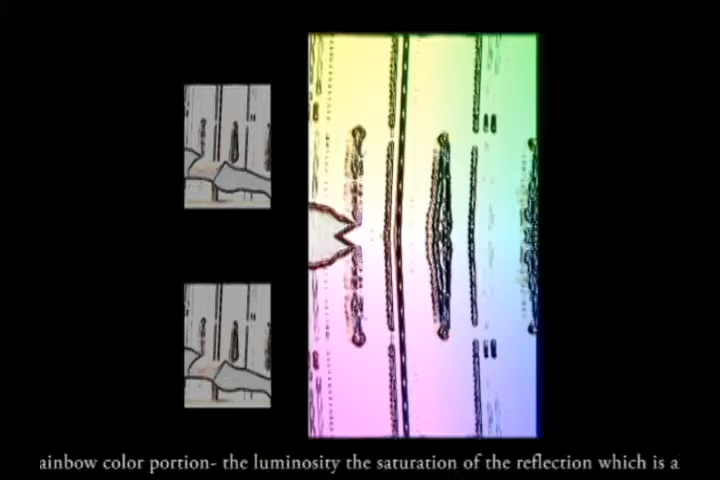 ainbow color portion- the luminosity the saturation of the reflection which is a